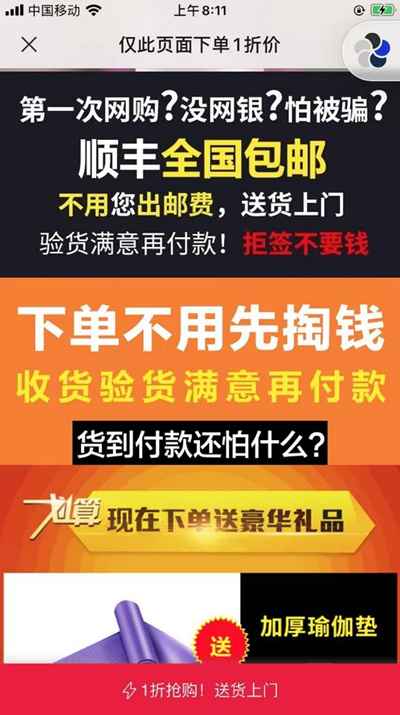 中国移动 上午8:11
仅此页面下单1折价
第一次网购?没网银?怕被骗?
顺丰全国包邮
不用您出邮费，送货上门
验货满意再付款！拒签不要钱
下单不用先掏钱
收货验货满意再付款
货到付款还怕什么?
划算 现在下单送豪华礼品
送
加厚瑜伽垫
1折抢购！送货上门